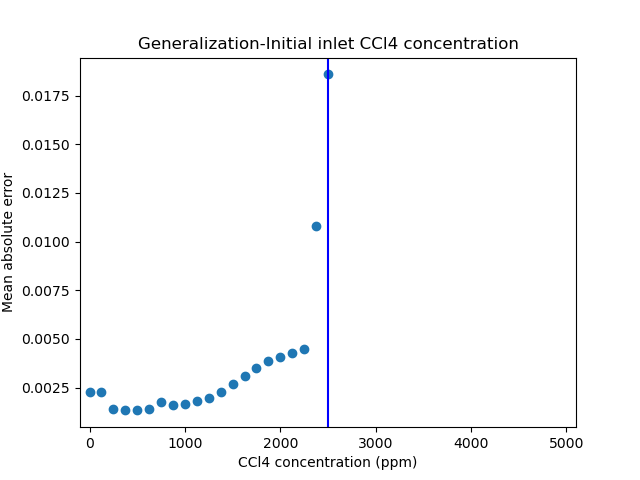 Generalization-Initial inlet CCl4 concentration
Mean absolute error
0.0175
0.0150
0.0125
0.0100
0.0075
0.0050
0.0025
0 1000 2000 3000 4000 5000
CCl4 concentration (ppm)